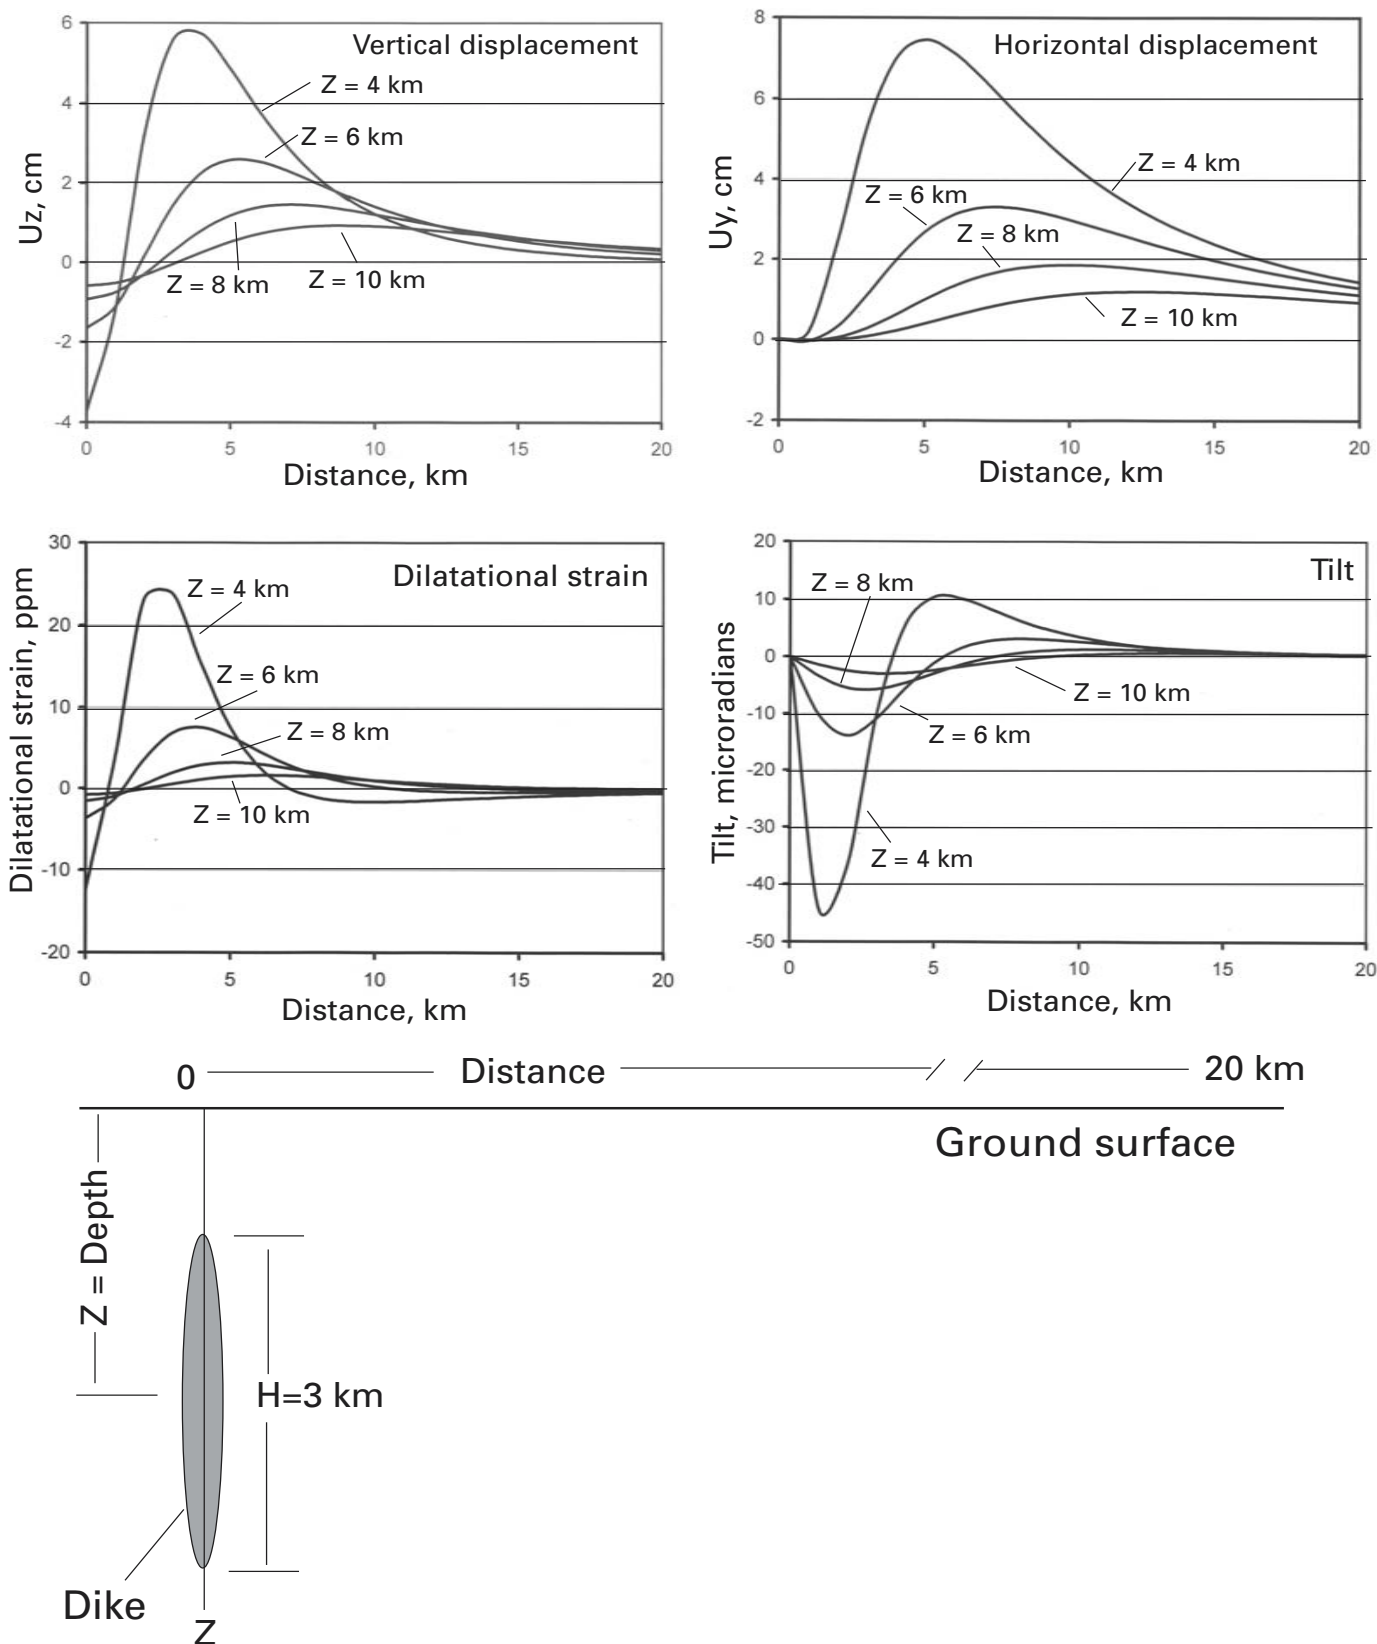 Vertical displacement
6
4
2
0
-2
-4
Uz, cm
Z = 4 km
Z = 6 km
Z = 8 km
Z = 10 km
0 5 10 15 20
Distance, km
Horizontal displacement
8
6
4
2
0
-2
Uy, cm
Z = 4 km
Z = 6 km
Z = 8 km
Z = 10 km
0 5 10 15 20
Distance, km
Dilatational strain
30
20
10
0
-10
-20
Dilatational strain, ppm
Z = 4 km
Z = 6 km
Z = 8 km
Z = 10 km
0 5 10 15 20
Distance, km
Tilt
20
10
0
-10
-20
-30
-40
-50
Tilt, microradians
Z = 8 km
Z = 10 km
Z = 6 km
Z = 4 km
0 5 10 15 20
Distance, km
0 Distance 20 km
Ground surface
Z = Depth
H=3 km
Dike
Z